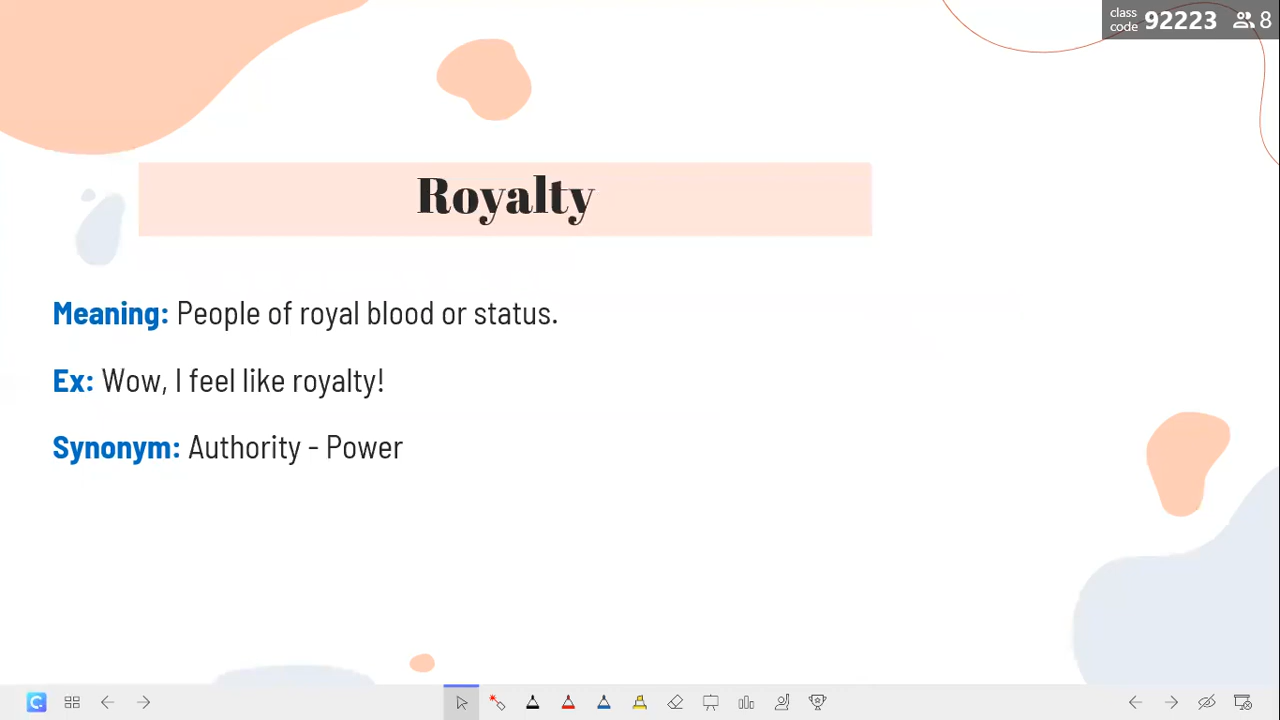 class
code 92223 8
Royalty
Meaning: People of royal blood or status.
Ex: Wow, I feel like royalty!
Synonym: Authority - Power